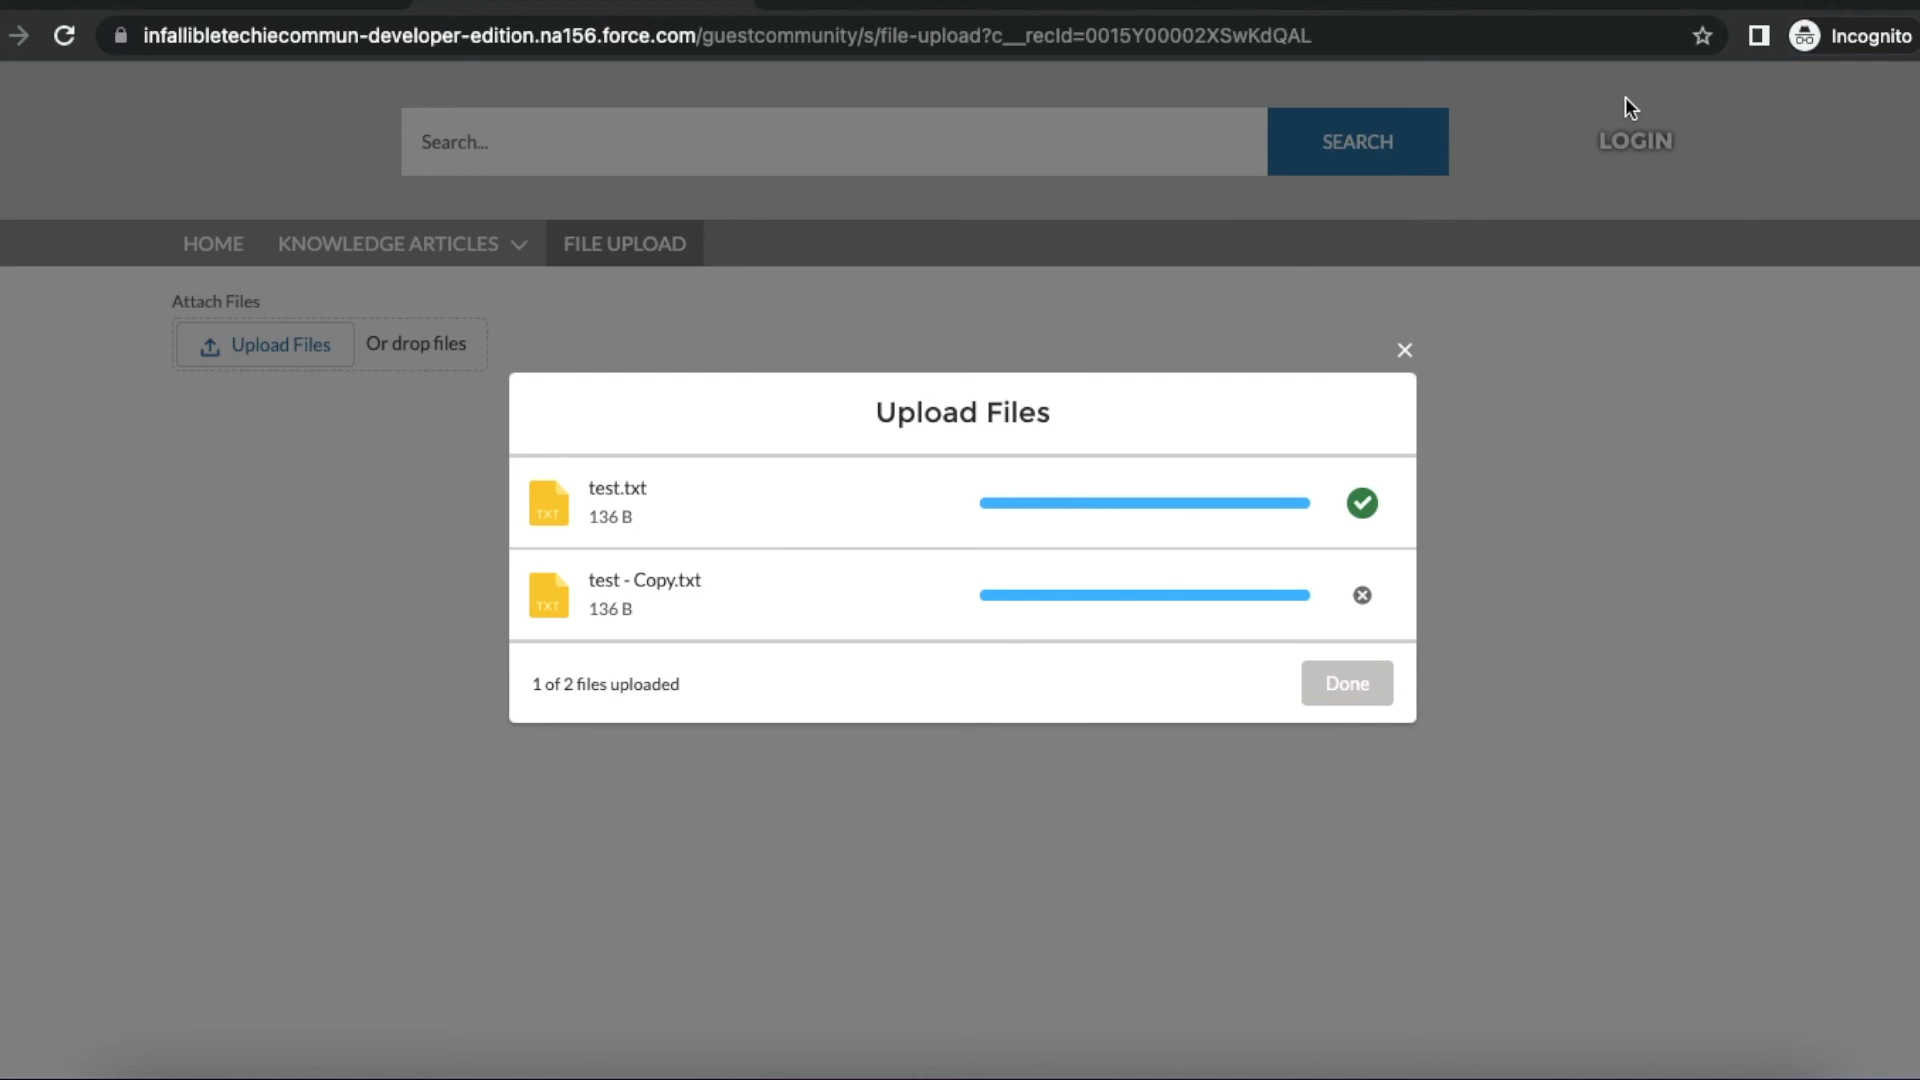 infallibletechiecommun-developer-edition.na156.force.com/guestcommunity/s/file-upload?c__recId=0015Y00002XSwKdQAL
Incognito
Search...
SEARCH
LOGIN
HOME
KNOWLEDGE ARTICLES
FILE UPLOAD
Attach Files
Upload Files
Or drop files
Upload Files
TXT
test.txt
136 B
TXT
test - Copy.txt
136 B
1 of 2 files uploaded
Done